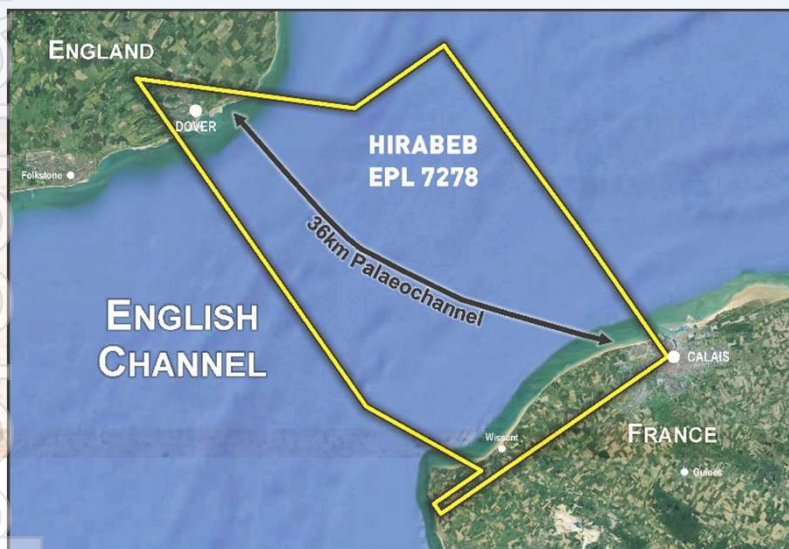 ENGLAND
DOVER
Folkstone
HIRABEB
EPL 7278
36km Palaeochannel
ENGLISH
CHANNEL
CALAIS
Wissant
FRANCE
Guines